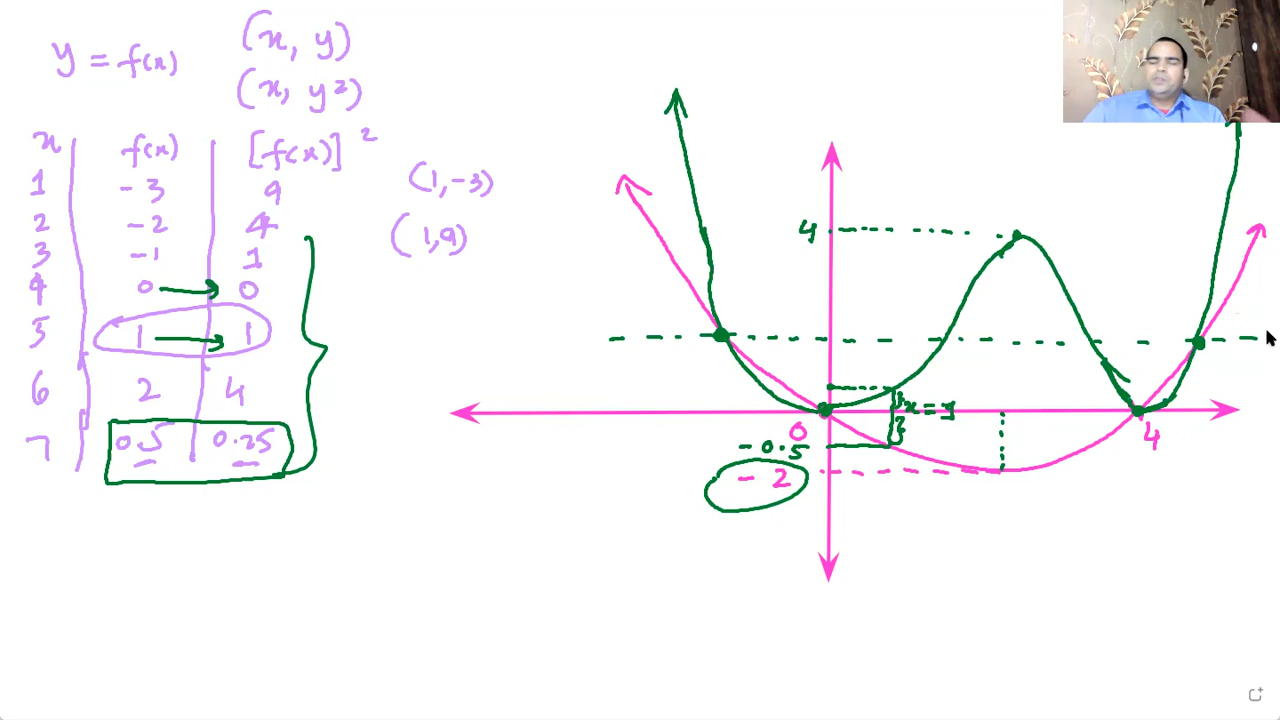 y = f(x)
(x, y)
(x, y²)
x f(x) [f(x)]²
1 -3 9
2 -2 4
3 -1 1
4 0 0
5 1 1
6 2 4
7 0.5 0.25
(1,-3)
(1,9)
4
0
x=7
4
-0.5
-2